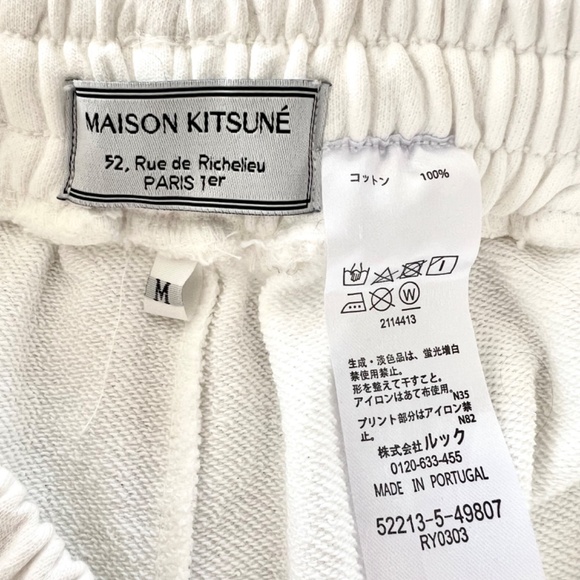 MAISON KITSUNÉ
52, Rue de Richelieu
PARIS 1er
M
コットン 100%
W
2114413
生成・淡色品は、蛍光増白
禁使用禁止。
形を整えて干すこと。
アイロンはあて布使用。N35
プリント部分はアイロン禁
止。N82
株式会社ルック
0120-633-455
MADE IN PORTUGAL
52213-5-49807
RY0303